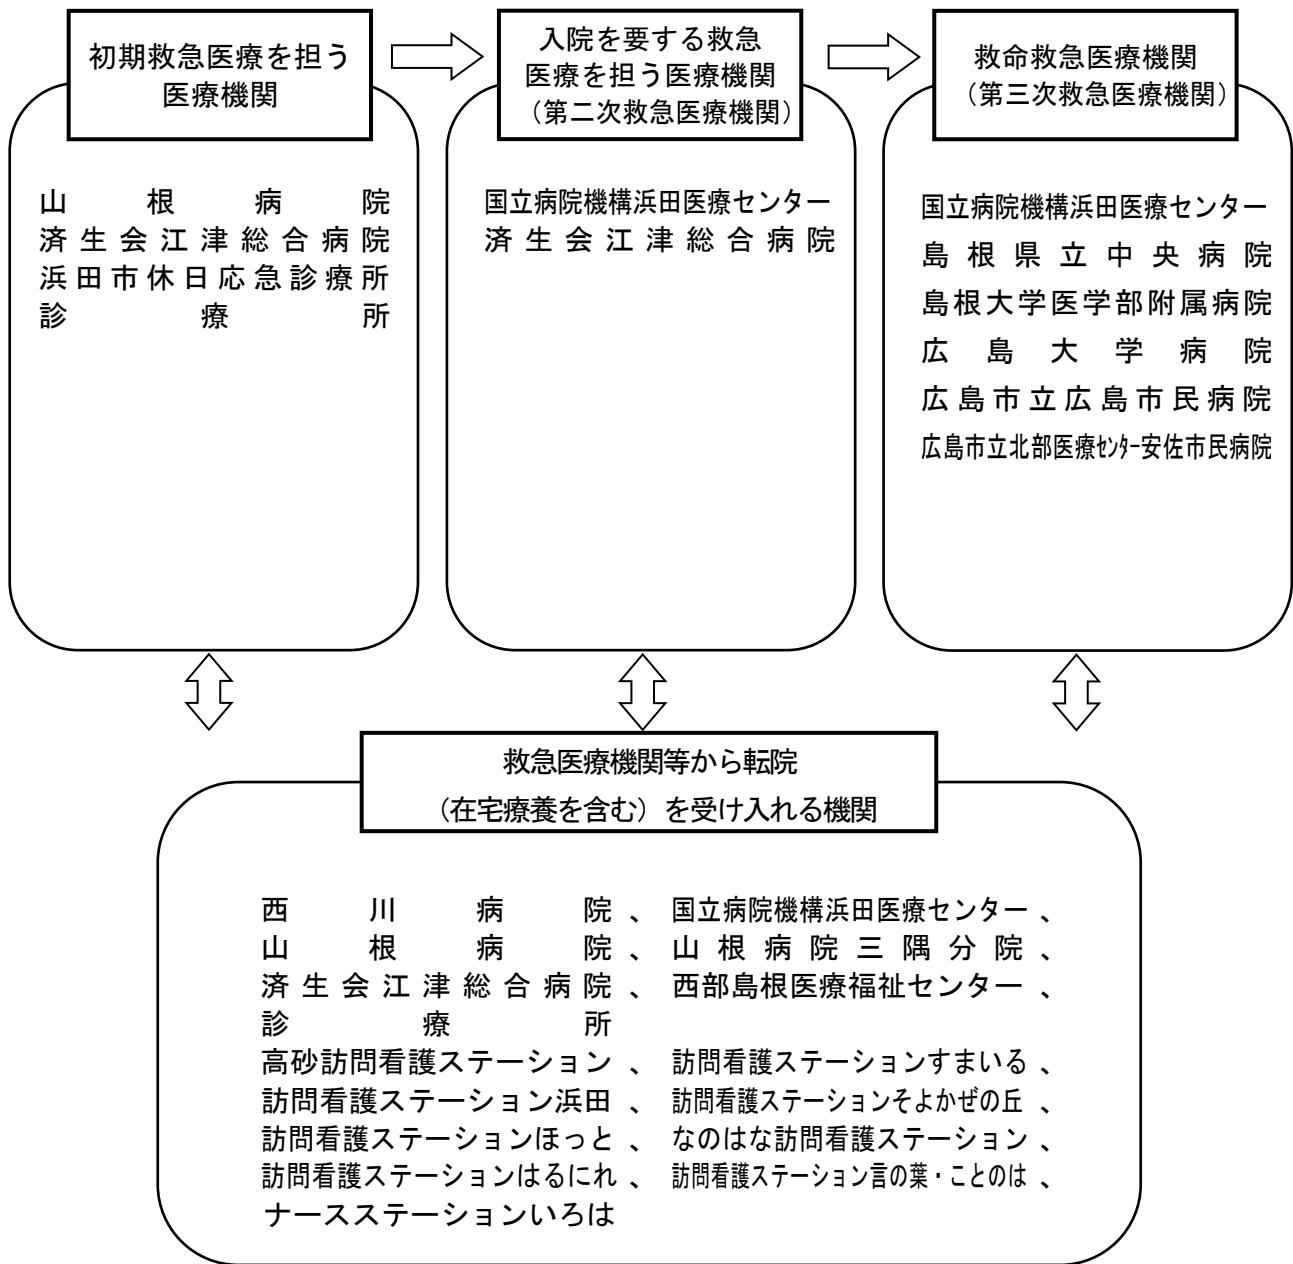 初期救急医療を担う
医療機関
山根病院
済生会江津総合病院
浜田市休日応急診療所
診療所
入院を要する救急
医療を担う医療機関
（第二次救急医療機関）
国立病院機構浜田医療センター
済生会江津総合病院
救命救急医療機関
（第三次救急医療機関）
国立病院機構浜田医療センター
島根県立中央病院
島根大学医学部附属病院
広島大学病院
広島市立広島市民病院
広島市立北部医療センター安佐市民病院
救急医療機関等から転院
（在宅療養を含む）を受け入れる機関
西川病院、国立病院機構浜田医療センター、
山根病院、山根病院三隅分院、
済生会江津総合病院、西部島根医療福祉センター、
診療所
高砂訪問看護ステーション、訪問看護ステーションすまいる、
訪問看護ステーション浜田、訪問看護ステーションそよかぜの丘、
訪問看護ステーションほっと、なのはな訪問看護ステーション、
訪問看護ステーションはるにれ、訪問看護ステーション言の葉・ことのは、
ナースステーションいろは